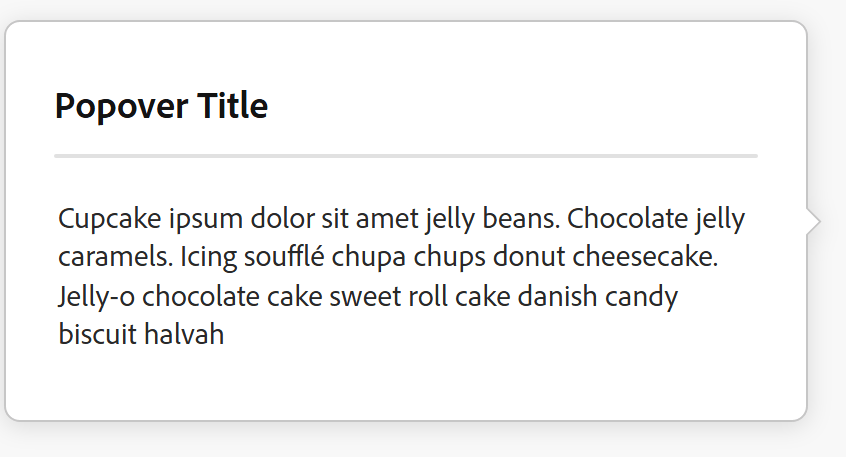 Popover Title
Cupcake ipsum dolor sit amet jelly beans. Chocolate jelly
caramels. Icing soufflé chupa chups donut cheesecake.
Jelly-o chocolate cake sweet roll cake danish candy
biscuit halvah